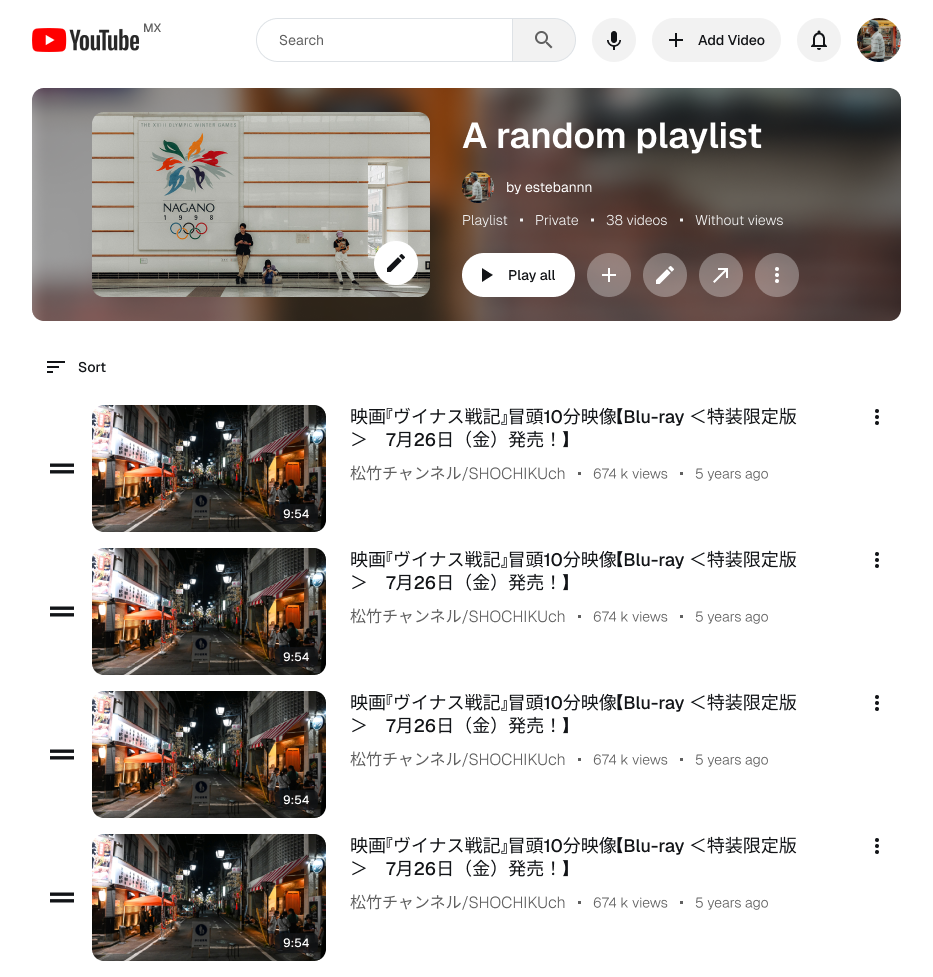 YouTube MX
Search
Add Video
THE XVIII OLYMPIC WINTER GAMES
NAGANO
1 9 9 8
A random playlist
by estebannn
Playlist • Private • 38 videos • Without views
Play all
Sort
映画『ヴイナス戦記』冒頭10分映像【Blu-ray ＜特装限定版
＞　7月26日（金）発売！】
松竹チャンネル/SHOCHIKUch • 674 k views • 5 years ago
9:54
映画『ヴイナス戦記』冒頭10分映像【Blu-ray ＜特装限定版
＞　7月26日（金）発売！】
松竹チャンネル/SHOCHIKUch • 674 k views • 5 years ago
9:54
映画『ヴイナス戦記』冒頭10分映像【Blu-ray ＜特装限定版
＞　7月26日（金）発売！】
松竹チャンネル/SHOCHIKUch • 674 k views • 5 years ago
9:54
映画『ヴイナス戦記』冒頭10分映像【Blu-ray ＜特装限定版
＞　7月26日（金）発売！】
松竹チャンネル/SHOCHIKUch • 674 k views • 5 years ago
9:54